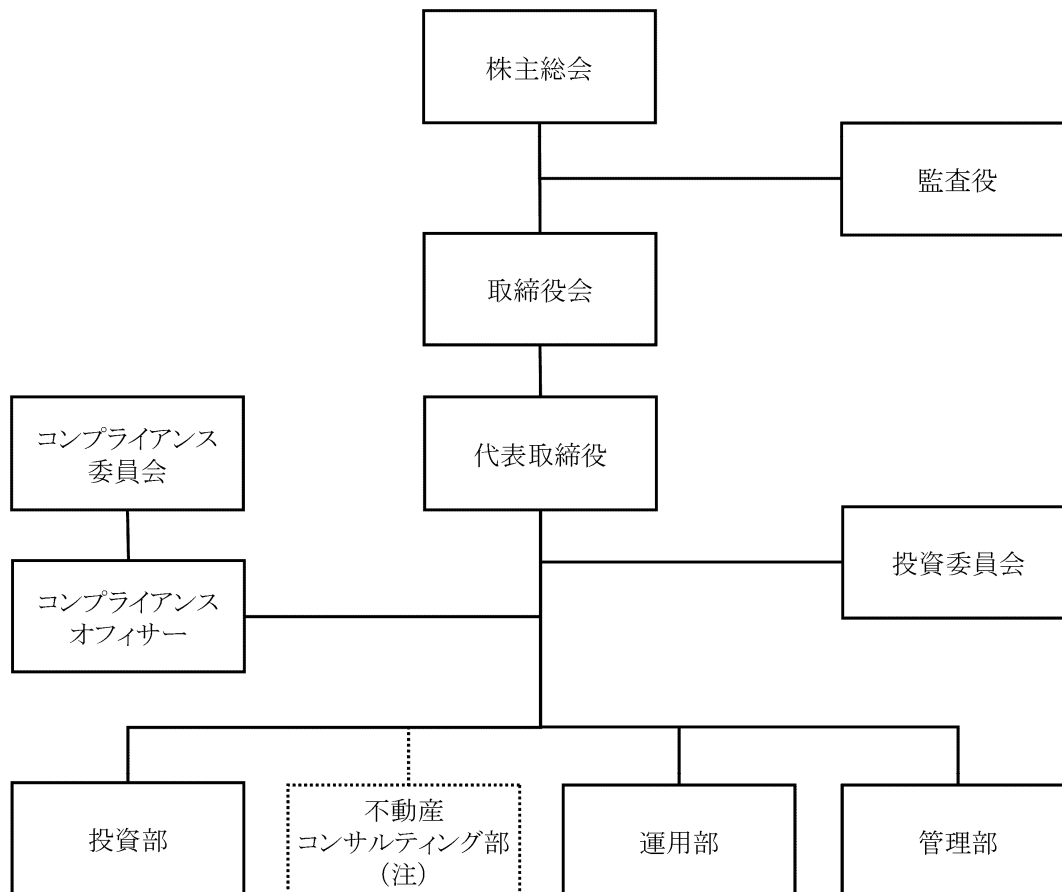 株主総会
監査役
取締役会
代表取締役
コンプライアンス
委員会
投資委員会
コンプライアンス
オフィサー
投資部
不動産
コンサルティング部
（注）
運用部
管理部